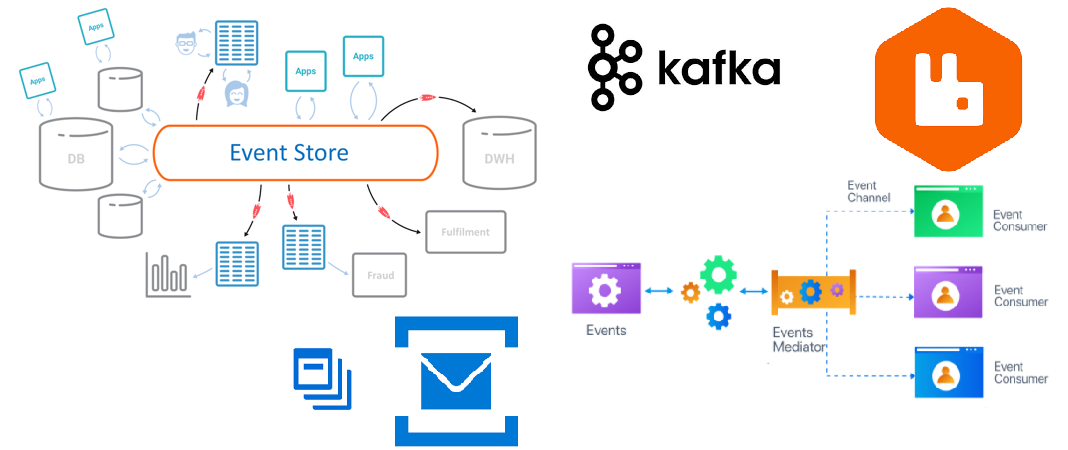 Apps
Apps
Apps
Apps
DB
Event Store
DWH
Fulfilment
Fraud
kafka
Event
Channel
Event
Consumer
Events
Events
Mediator
Event
Consumer
Event
Consumer